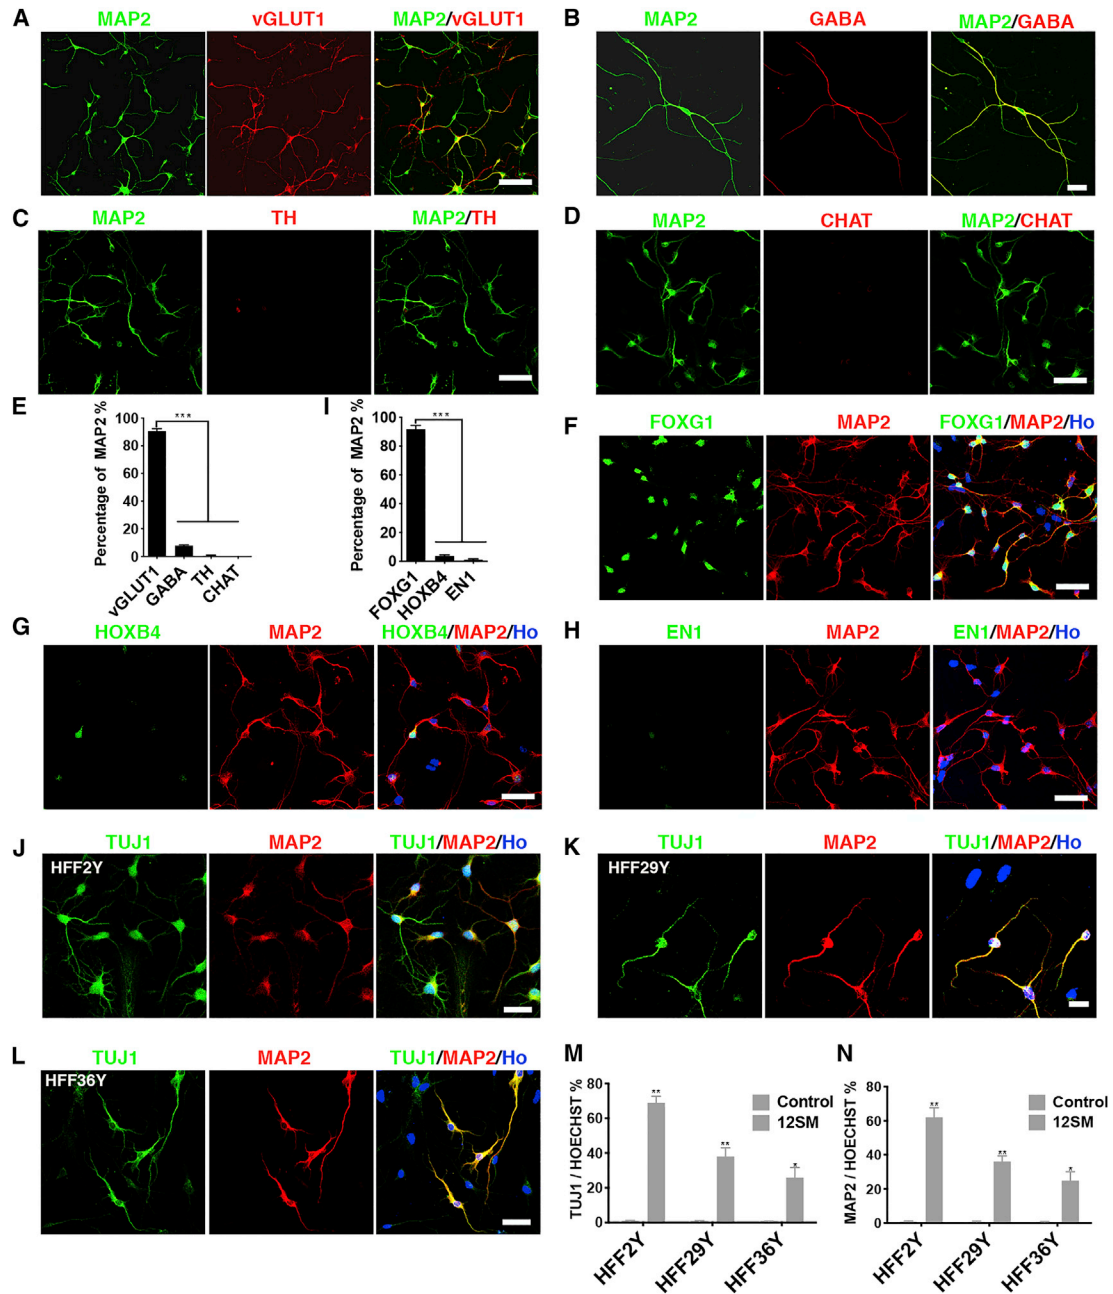 A
MAP2
vGLUT1
MAP2/vGLUT1
B
MAP2
GABA
MAP2/GABA
C
MAP2
TH
MAP2/TH
D
MAP2
CHAT
MAP2/CHAT
E
Percentage of MAP2 %
100
80
60
40
20
0
***
vGLUT1
GABA
TH
CHAT
I
Percentage of MAP2 %
100
80
60
40
20
0
***
FOXG1
HOXB4
EN1
F
FOXG1
MAP2
FOXG1/MAP2/Ho
G
HOXB4
MAP2
HOXB4/MAP2/Ho
H
EN1
MAP2
EN1/MAP2/Ho
J
TUJ1
MAP2
TUJ1/MAP2/Ho
HFF2Y
K
TUJ1
MAP2
TUJ1/MAP2/Ho
HFF29Y
L
TUJ1
MAP2
TUJ1/MAP2/Ho
HFF36Y
M
TUJ1 / HOECHST %
80
60
40
20
0
**
**
*
Control
12SM
HFF2Y
HFF29Y
HFF36Y
N
MAP2 / HOECHST %
80
60
40
20
0
**
**
*
Control
12SM
HFF2Y
HFF29Y
HFF36Y